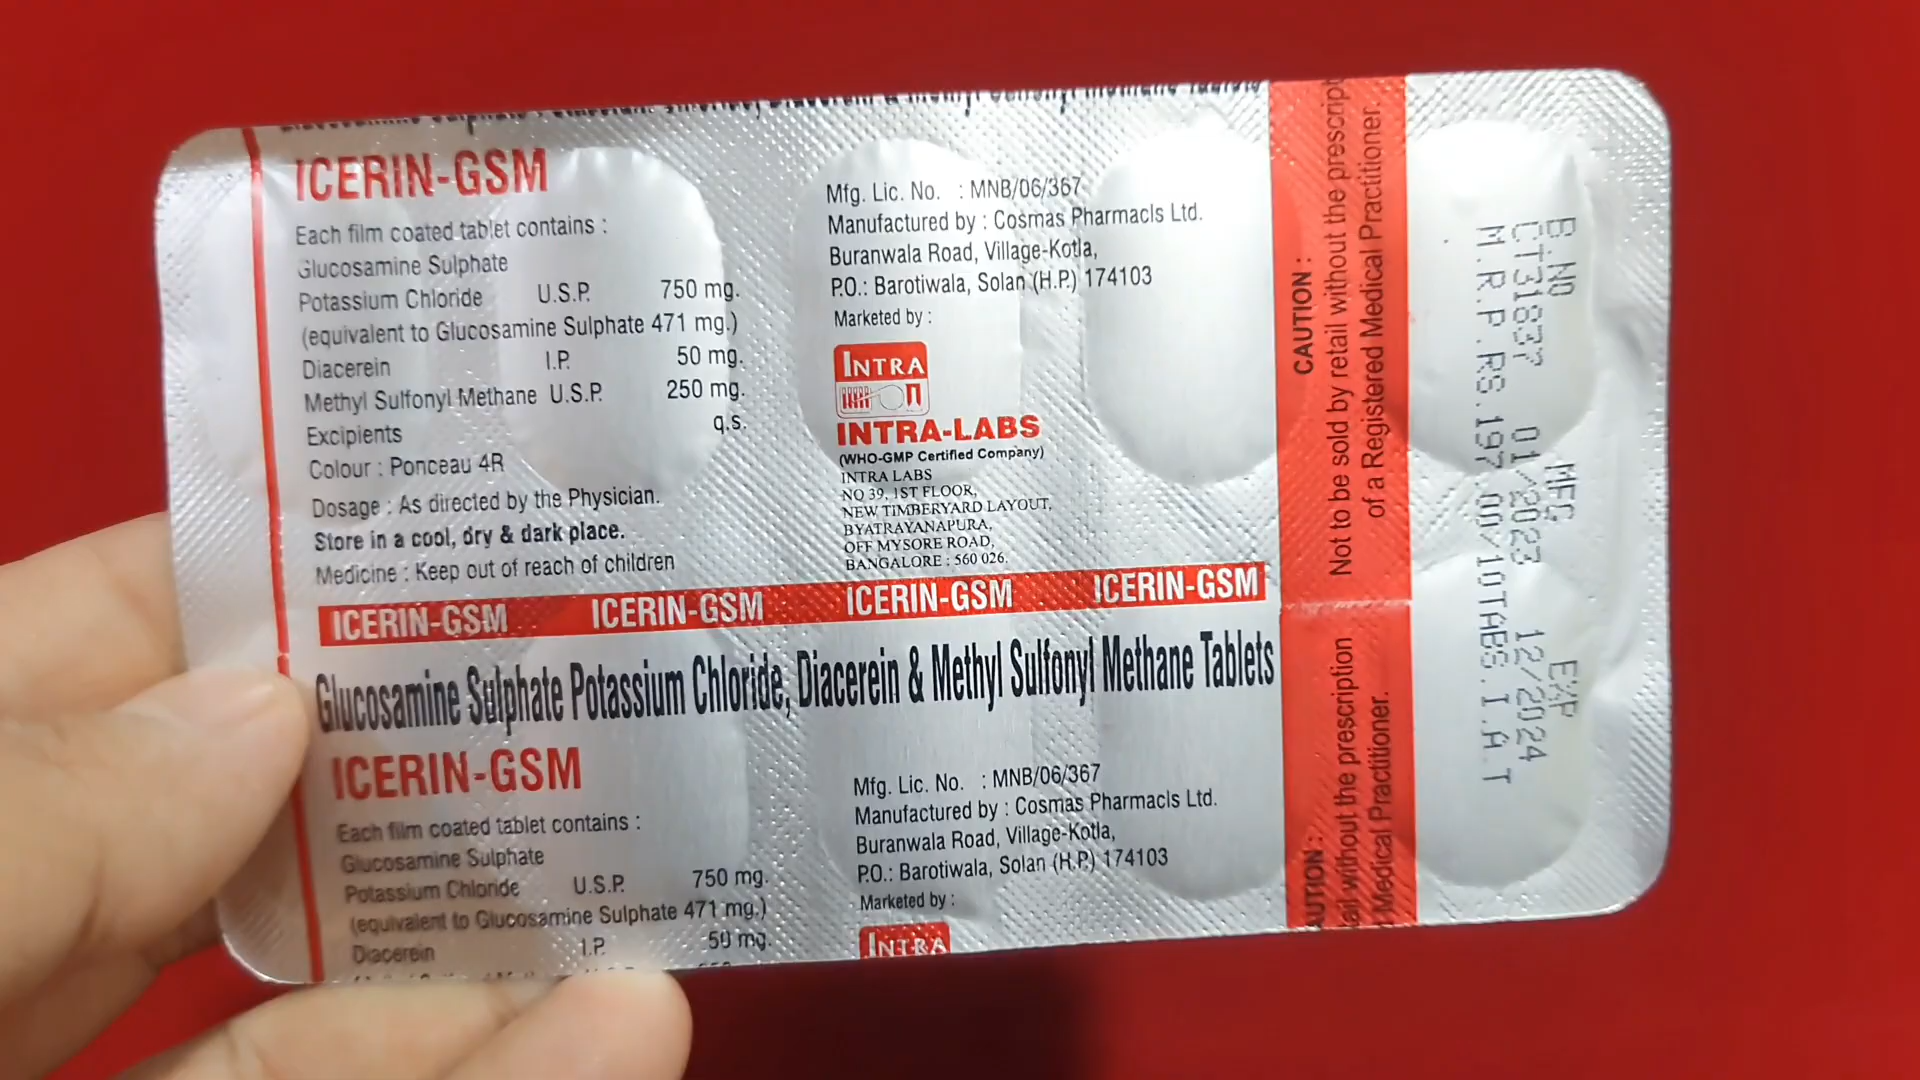 ICERIN-GSM
Each film coated tablet contains :
Glucosamine Sulphate
Potassium Chloride U.S.P. 750 mg.
(equivalent to Glucosamine Sulphate 471 mg.)
Diacerein I.P. 50 mg.
Methyl Sulfonyl Methane U.S.P. 250 mg.
Excipients q.s.
Colour : Ponceau 4R
Dosage : As directed by the Physician.
Store in a cool, dry & dark place.
Medicine : Keep out of reach of children
Mfg. Lic. No. : MNB/06/367
Manufactured by : Cosmas Pharmacls Ltd.
Buranwala Road, Village-Kotla,
P.O.: Barotiwala, Solan (H.P.) 174103
Marketed by :
INTRA
INTRA-LABS
(WHO-GMP Certified Company)
INTRA LABS
NO 39, 1ST FLOOR,
NEW TIMBERYARD LAYOUT,
BYATRAYANAPURA,
OFF MYSORE ROAD,
BANGALORE : 560 026.
ICERIN-GSM ICERIN-GSM ICERIN-GSM ICERIN-GSM
Glucosamine Sulphate Potassium Chloride, Diacerein & Methyl Sulfonyl Methane Tablets
ICERIN-GSM
Each film coated tablet contains :
Glucosamine Sulphate
Potassium Chloride U.S.P. 750 mg.
(equivalent to Glucosamine Sulphate 471 mg.)
Diacerein I.P. 50 mg.
Mfg. Lic. No. : MNB/06/367
Manufactured by : Cosmas Pharmacls Ltd.
Buranwala Road, Village-Kotla,
P.O.: Barotiwala, Solan (H.P.) 174103
Marketed by :
INTRA
CAUTION :
Not to be sold by retail without the prescrip
of a Registered Medical Practitioner.
AUTION :
ail without the prescription
Medical Practitioner.
B.NO MFG EXP
CT31837 01/2023 12/2024
M.R.P.RS.197.00/10TABS.I.A.T